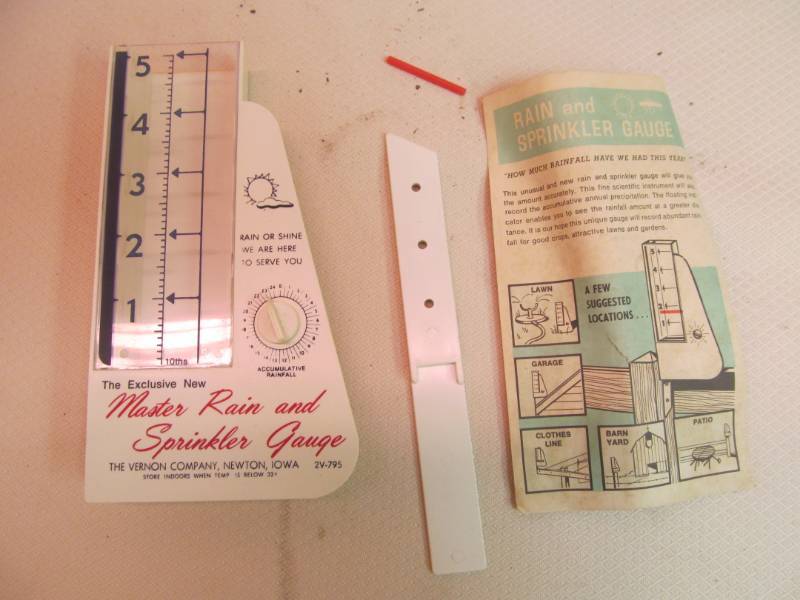 5
4
3
2
1
10ths
RAIN OR SHINE
WE ARE HERE
TO SERVE YOU
ACCUMULATIVE
RAINFALL
The Exclusive New
Master Rain and
Sprinkler Gauge
THE VERNON COMPANY, NEWTON, IOWA 2V-795
STORE INDOORS WHEN TEMP IS BELOW 32°
RAIN and
SPRINKLER GAUGE
"HOW MUCH RAINFALL HAVE WE HAD THIS YEAR?"
This unusual and new rain and sprinkler gauge will give you
the amount accurately. This fine scientific instrument will also
record the accumulative annual precipitation. The floating
cator enables you to see the rainfall amount at a greater
tance. It is our hope this unique gauge will record abundant
fall for good crops, attractive lawns and gardens.
LAWN
A FEW
SUGGESTED
LOCATIONS . . .
5
4
3
2
1
GARAGE
CLOTHES
LINE
BARN
YARD
PATIO